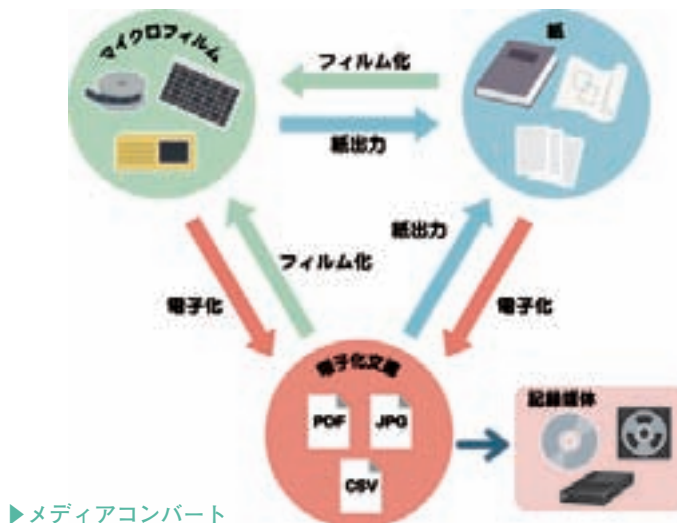 マイクロフィルム
紙
フィルム化
紙出力
紙出力
フィルム化
電子化
電子化
電子化文書
PDF
JPG
CSV
記録媒体
▶メディアコンバート